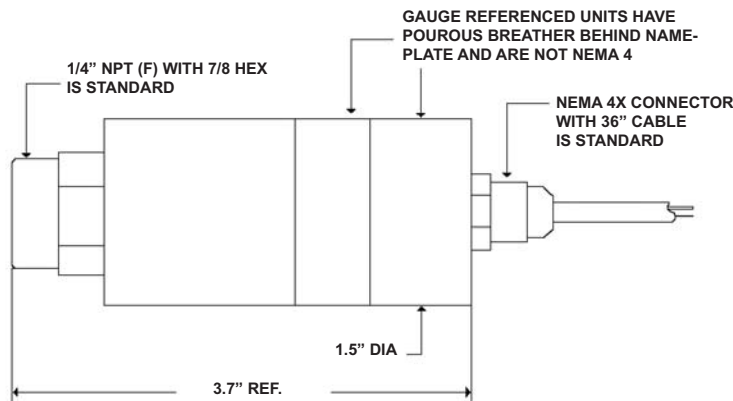 GAUGE REFERENCED UNITS HAVE
POUROUS BREATHER BEHIND NAME-
PLATE AND ARE NOT NEMA 4
1/4” NPT (F) WITH 7/8 HEX
IS STANDARD
NEMA 4X CONNECTOR
WITH 36” CABLE
IS STANDARD
1.5” DIA
3.7” REF.